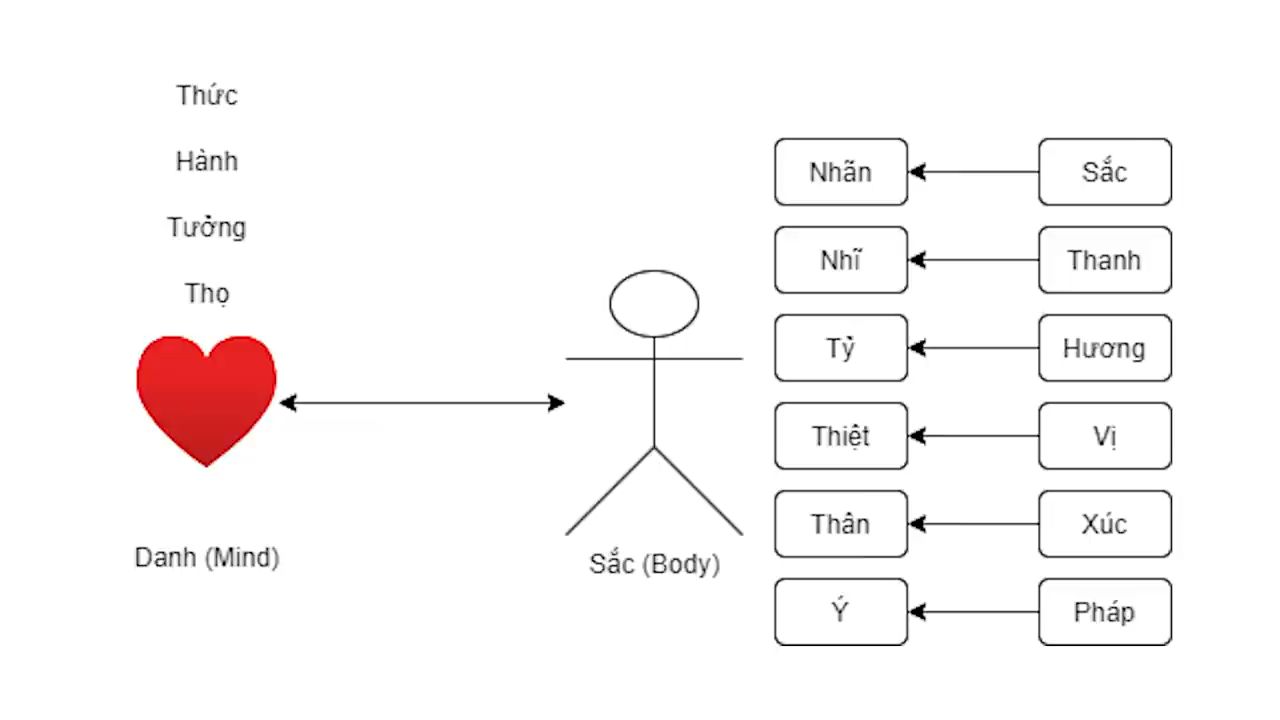 Thức
Hành
Tưởng
Thọ
Danh (Mind)
Sắc (Body)
Nhãn
Sắc
Nhĩ
Thanh
Tỷ
Hương
Thiệt
Vị
Thân
Xúc
Ý
Pháp